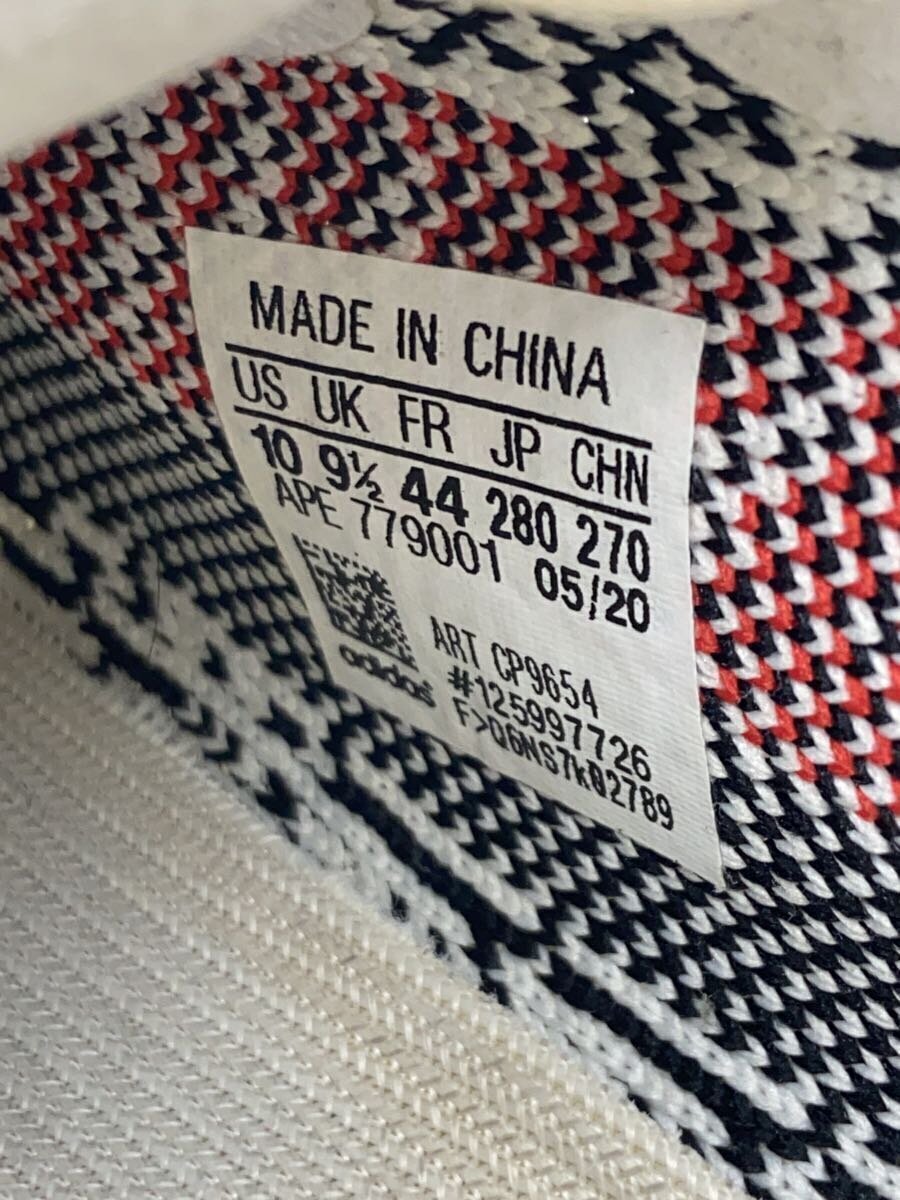 MADE IN CHINA
US UK FR JP CHN
10 9½ 44 280 270
APE 779001 05/20
ART CP9654
#125997726
F>Q6NS7k02789
adidas